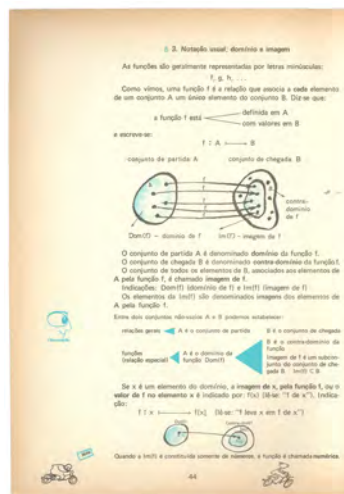 2. Notação usual; domínio e imagem
As funções são geralmente representadas por letras minúsculas:
f, g, h, ...
Como vimos, uma função f é a relação que associa a cada elemento
de um conjunto A um único elemento do conjunto B. Diz-se que:
a função f está
definida em A
com valores em B
e escreve-se:
f : A ⟼ B
conjunto de partida A conjunto de chegada B
f
f
f
f
contra-
domínio
de f
Dom(f) - domínio de f Im(f) - imagem de f
O conjunto de partida A é denominado domínio da função f.
O conjunto de chegada B é denominado contra-domínio da função f.
O conjunto de todos os elementos de B, associados aos elementos de
A pela função f, é chamado imagem de f.
Indicações: Dom(f) (domínio de f) e Im(f) (imagem de f)
Os elementos da Im(f) são denominados imagens dos elementos de
A pela função f.
Entre dois conjuntos não-vazios A e B podemos estabelecer:
relações gerais A é o conjunto de partida B é o conjunto de chegada
funções
(relação especial)
A é o domínio da
função Dom(f)
B é o contra-domínio da
função
Imagem de f é um subcon-
junto do conjunto de che-
gada B Im(f) ⊂ B
Se x é um elemento do domínio, a imagem de x, pela função f, ou o
valor de f no elemento x é indicado por: f(x) (lê-se: "f de x"). Indica-
ção:
f : x ⟼ f(x) (lê-se: "f leva x em f de x")
Quando a Im(f) é constituída somente de números, a função é chamada numérica.
44